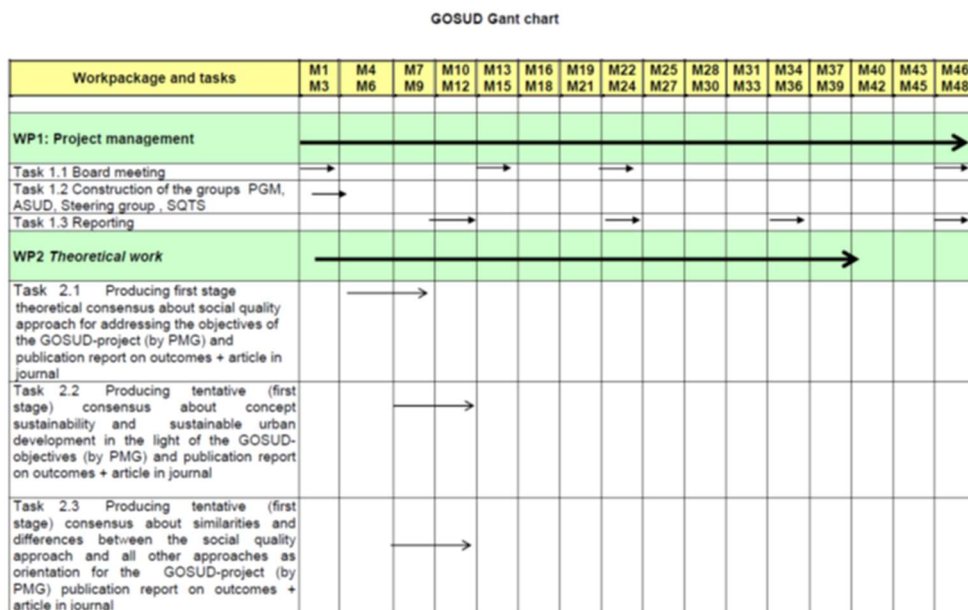 GOSUD Gant chart
Workpackage and tasks
M1 M4 M7 M10 M13 M16 M19 M22 M25 M28 M31 M34 M37 M40 M43 M46
M3 M6 M9 M12 M15 M18 M21 M24 M27 M30 M33 M36 M39 M42 M45 M48
WP1: Project management
Task 1.1 Board meeting
Task 1.2 Construction of the groups PGM,
ASUD, Steering group , SQTS
Task 1.3 Reporting
WP2 Theoretical work
Task 2.1 Producing first stage
theoretical consensus about social quality
approach for addressing the objectives of
the GOSUD-project (by PMG) and
publication report on outcomes + article in
journal
Task 2.2 Producing tentative (first
stage) consensus about concept
sustainability and sustainable urban
development in the light of the GOSUD-
objectives (by PMG) and publication report
on outcomes + article in journal
Task 2.3 Producing tentative (first
stage) consensus about similarities and
differences between the social quality
approach and all other approaches as
orientation for the GOSUD-project (by
PMG) publication report on outcomes +
article in journal